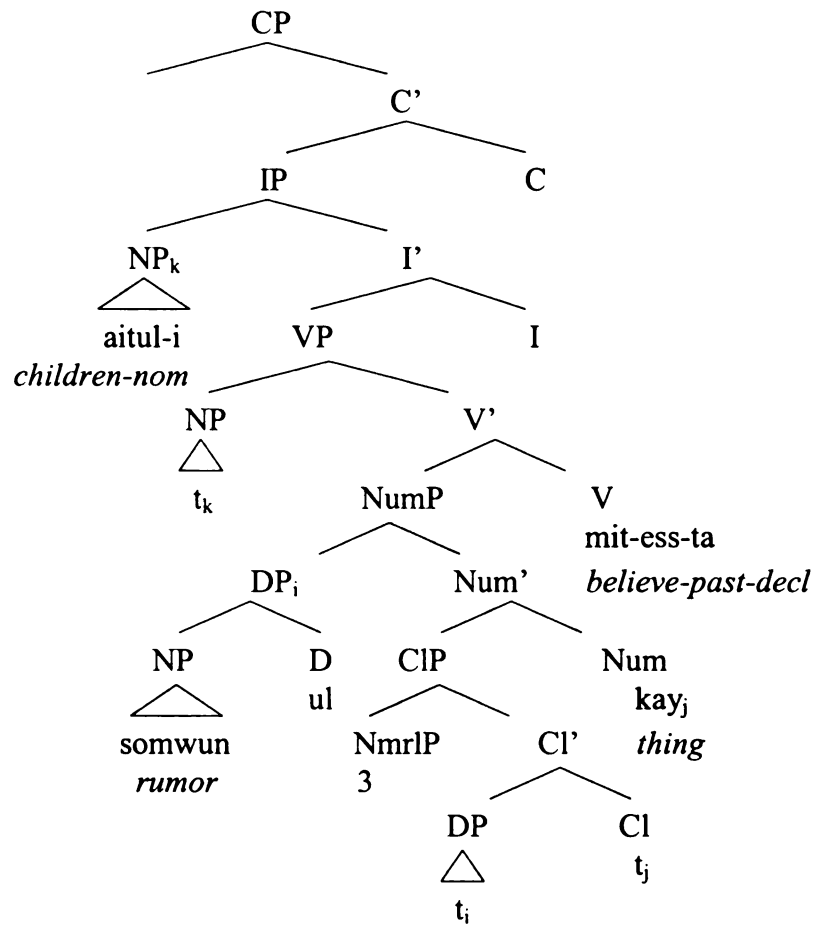 CP
C’
IP C
NPₖ I’
aitul-i VP I
children-nom
NP V’
tₖ NumP V
mit-ess-ta
DPᵢ Num’ believe-past-decl
NP D ClP Num
ul kayⱼ
somwun NmrlP Cl’ thing
rumor 3
DP Cl
tⱼ
tᵢ